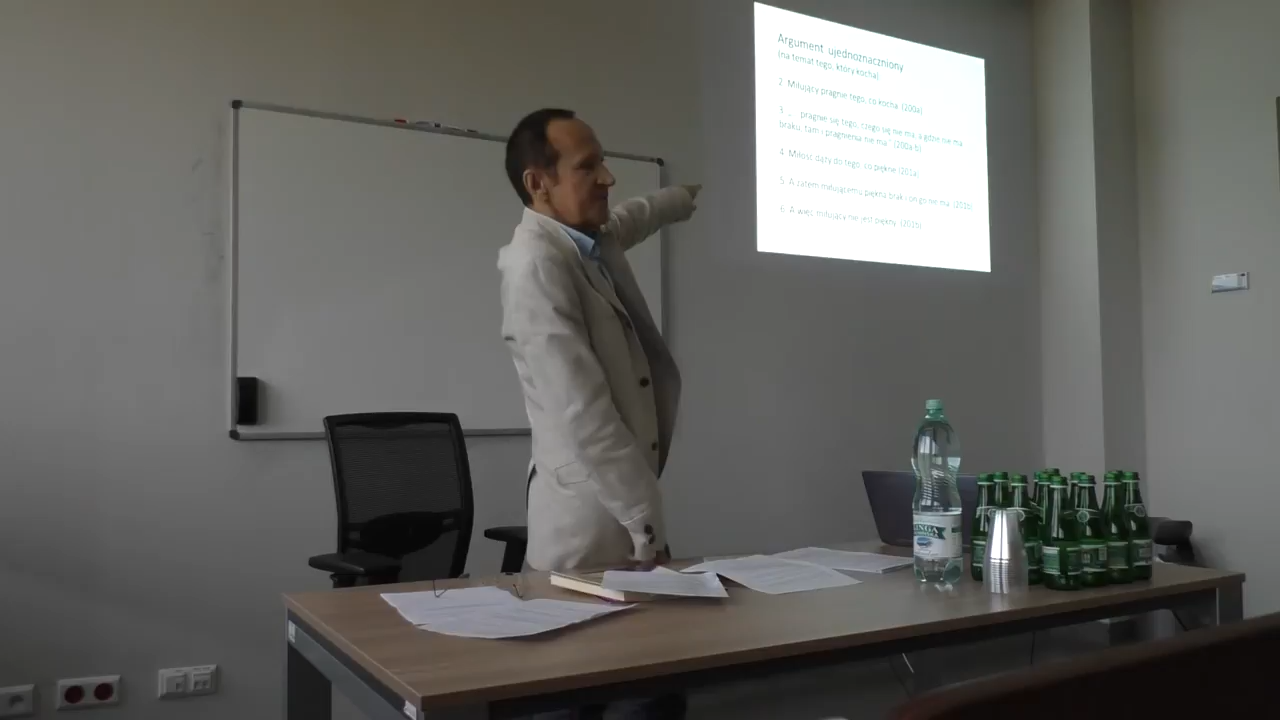 Argument ujednoznaczniony
(na temat tego, który kocha)
2. Miłujący pragnie tego, co kocha. (200a)
3. „... pragnie się tego, czego się nie ma, a gdzie nie ma
braku, tam i pragnienia nie ma." (200a-b)
4. Miłość dąży do tego, co piękne. (201a)
5. A zatem miłującemu piękna brak i on go nie ma. (201b)
6. A więc miłujący nie jest piękny. (201b)